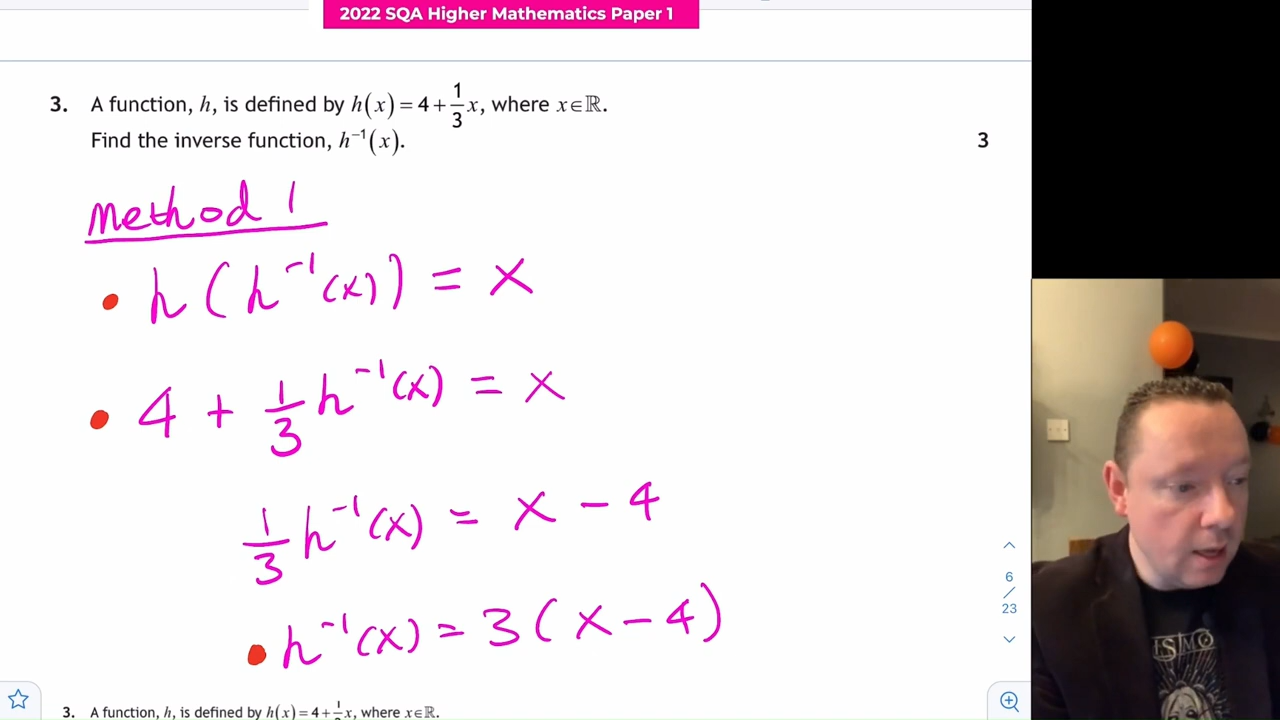 2022 SQA Higher Mathematics Paper 1
3. A function, h, is defined by h(x) = 4 + 1/3 x, where x ∈ ℝ.
Find the inverse function, h⁻¹(x). 3
Method 1
• h(h⁻¹(x)) = x
• 4 + 1/3 h⁻¹(x) = x
1/3 h⁻¹(x) = x - 4
• h⁻¹(x) = 3(x - 4)
6
/
23
3. A function, h, is defined by h(x) = 4 + 1/ x, where x ∈ ℝ.